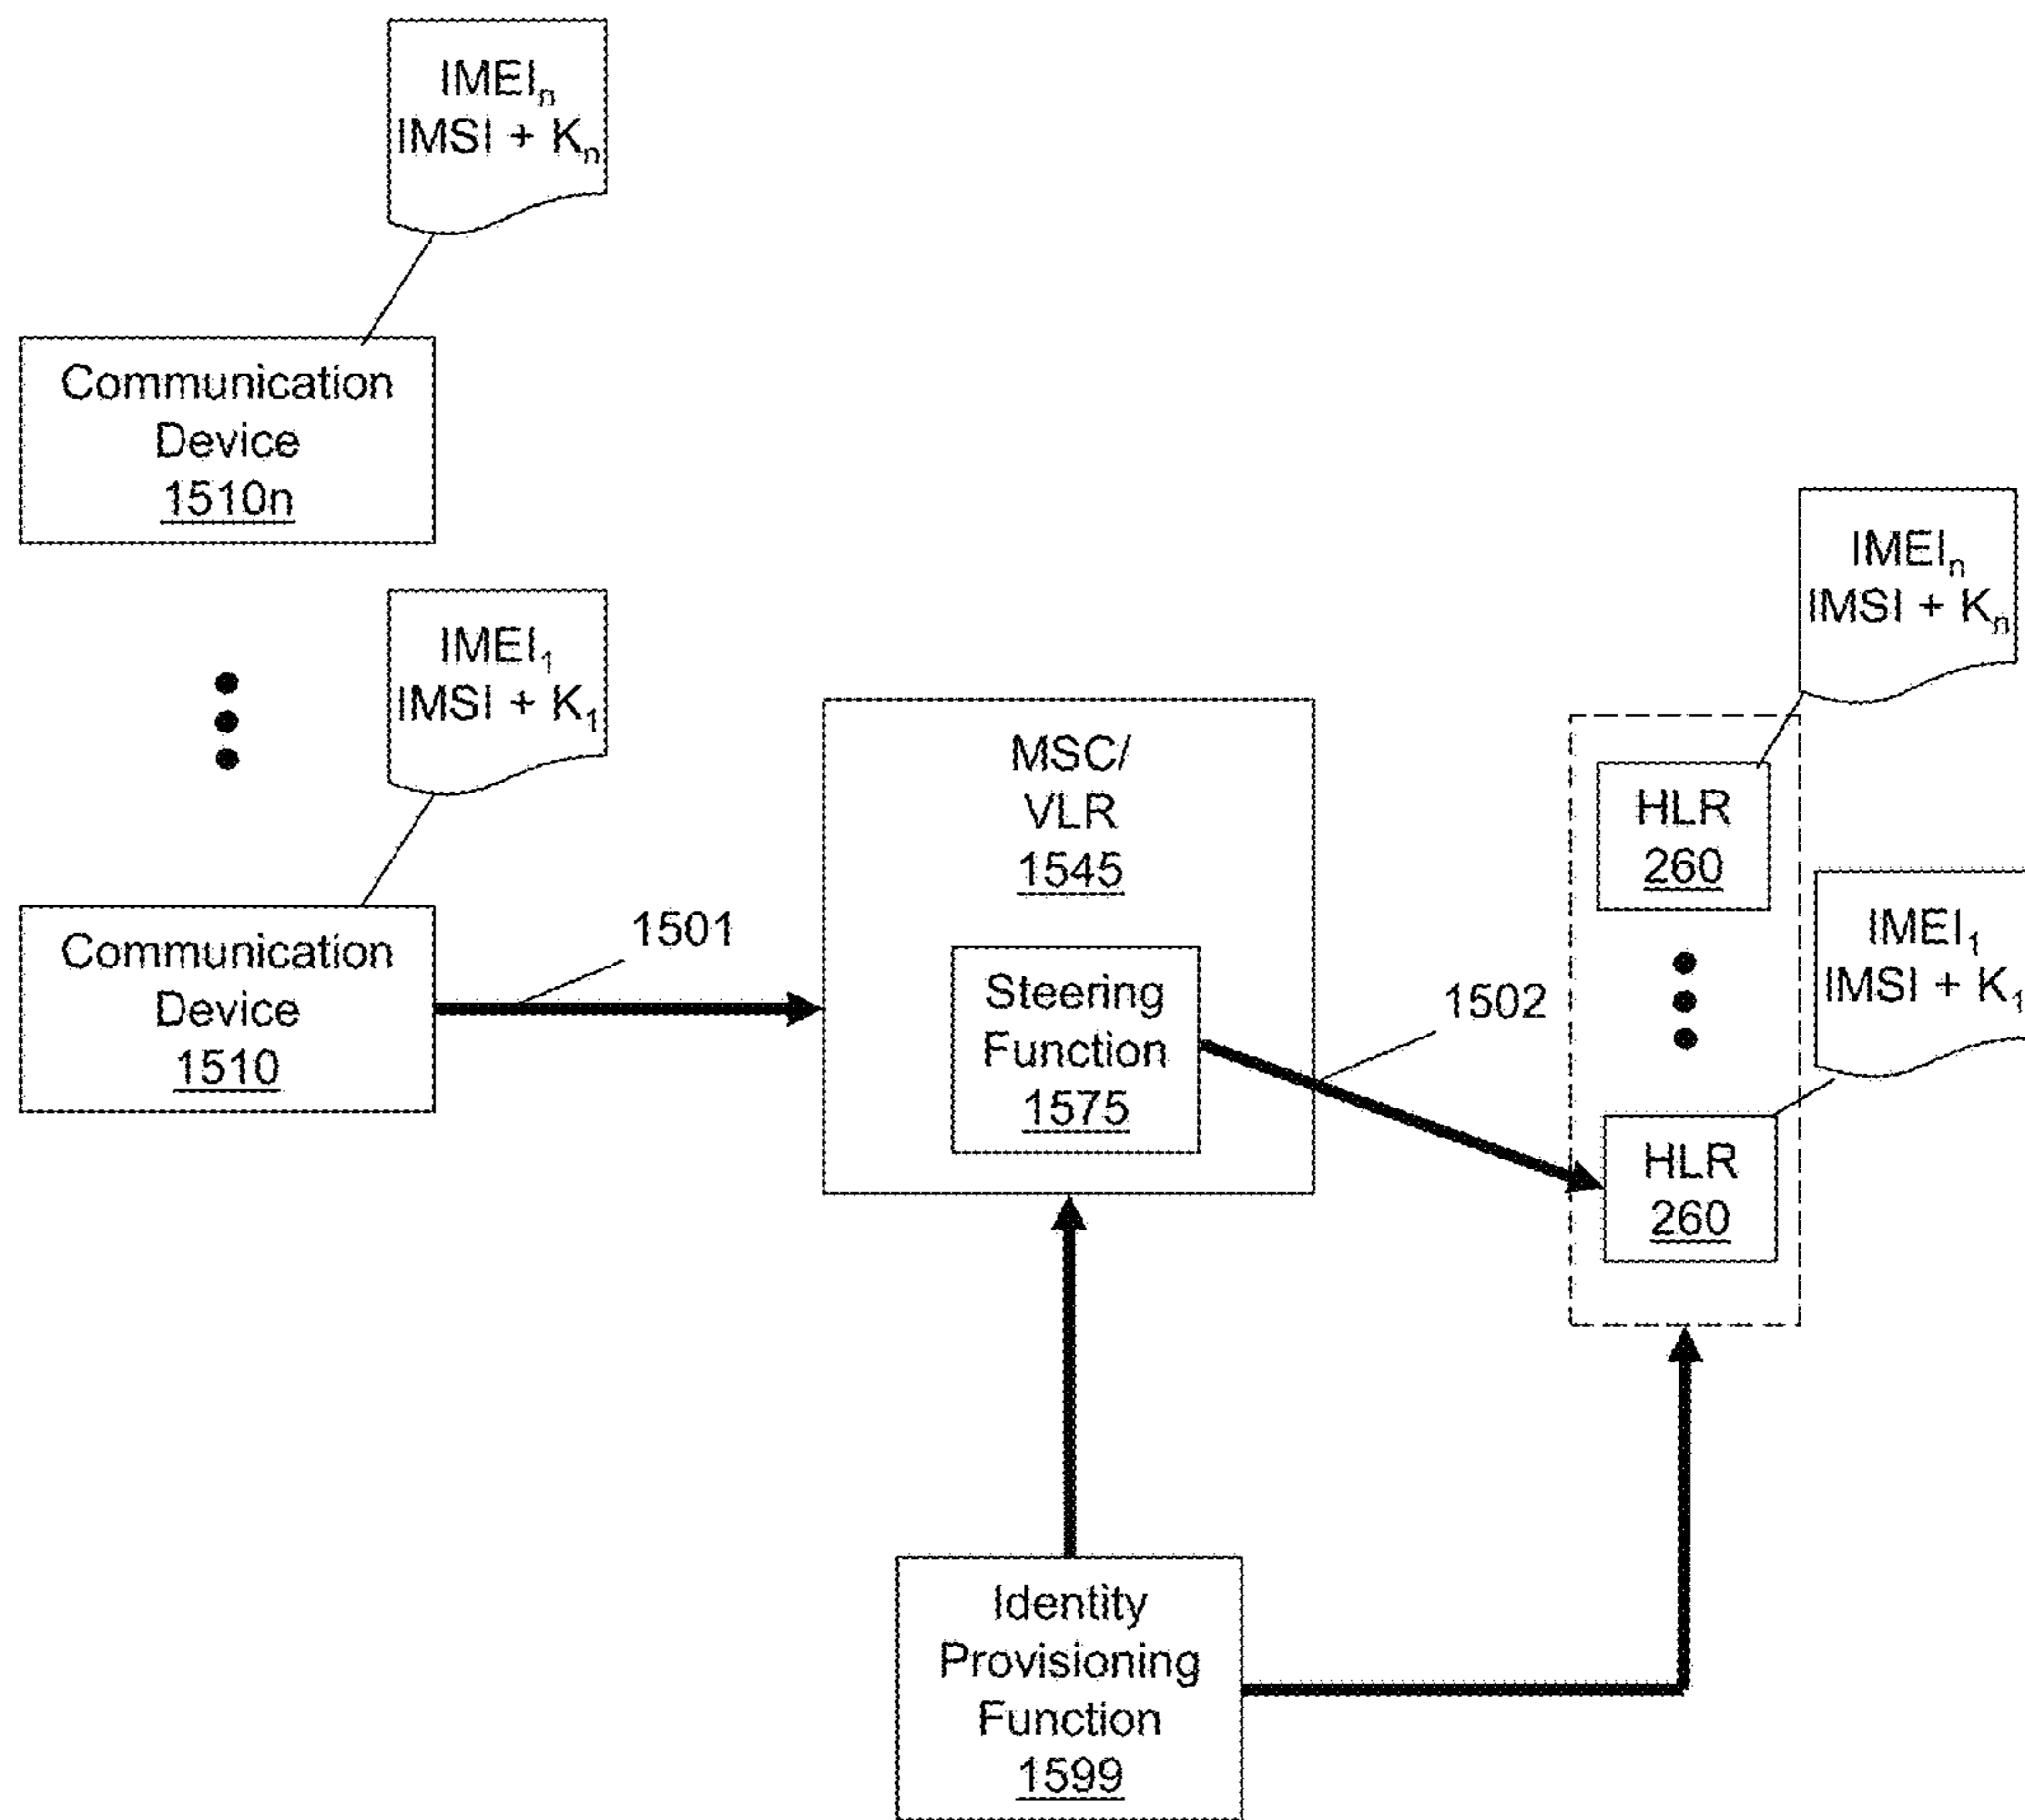 IMEIn
IMSI + Kn
Communication
Device
1510n
IMEI1
IMSI + K1
Communication
Device
1510
1501
MSC/
VLR
1545
Steering
Function
1575
1502
IMEIn
IMSI + Kn
HLR
260
IMEI1
IMSI + K1
HLR
260
Identity
Provisioning
Function
1599